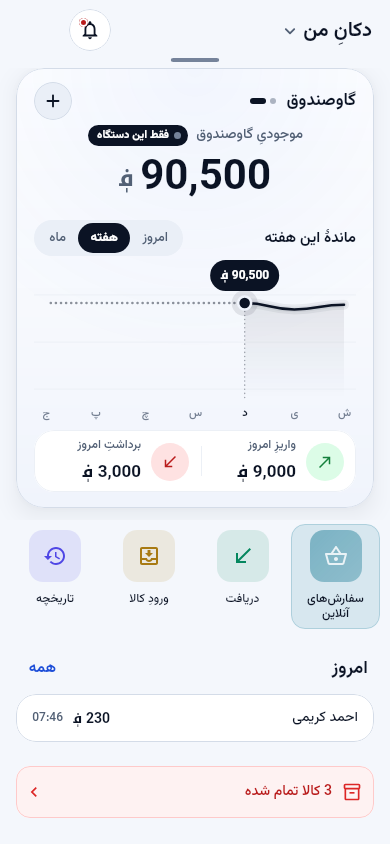 دکانِ من
گاوصندوق
موجودیِ گاوصندوق فقط این دستگاه
90,500 ؋
ماندهٔ این هفته
امروز هفته ماه
90,500 ؋
ش ی د س چ پ ج
واریزِ امروز
9,000 ؋
برداشتِ امروز
3,000 ؋
سفارش‌های
آنلاین
دریافت
ورودِ کالا
تاریخچه
امروز
همه
احمد کریمی
230 ؋ 07:46
3 کالا تمام شده